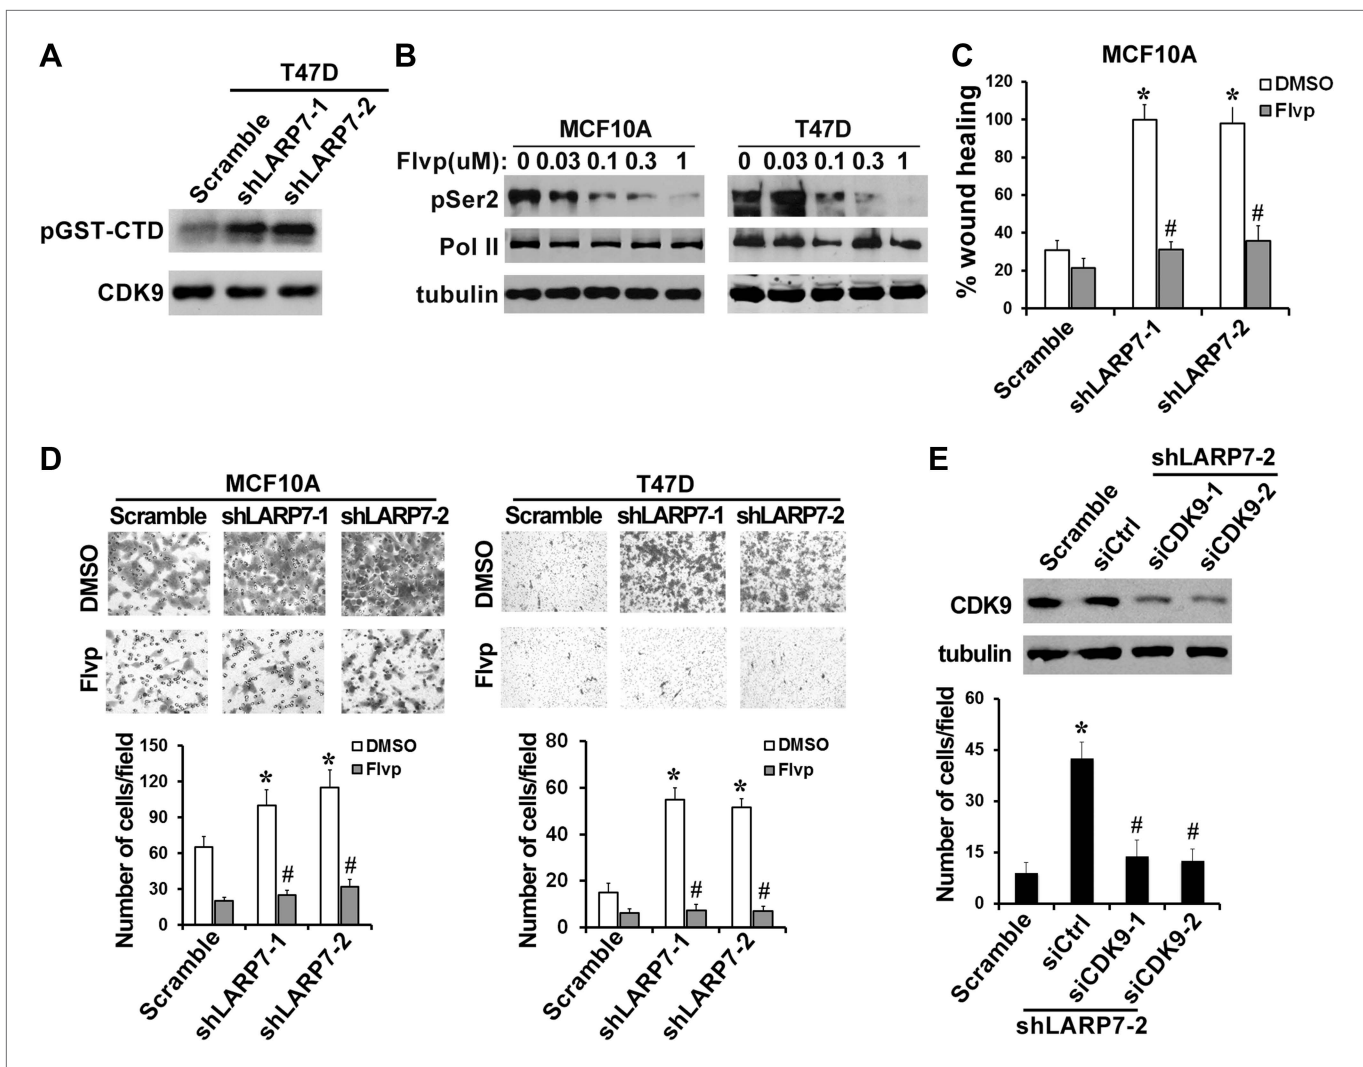 A
T47D
Scramble
shLARP7-1
shLARP7-2
pGST-CTD
CDK9
B
MCF10A
T47D
Flvp(uM): 0 0.03 0.1 0.3 1
0 0.03 0.1 0.3 1
pSer2
Pol II
tubulin
C
MCF10A
% wound healing
120
100
80
60
40
20
0
DMSO
Flvp
*
#
*
#
Scramble
shLARP7-1
shLARP7-2
D
MCF10A
Scramble shLARP7-1 shLARP7-2
DMSO
Flvp
T47D
Scramble shLARP7-1 shLARP7-2
DMSO
Flvp
Number of cells/field
150
120
90
60
30
0
DMSO
Flvp
*
#
*
#
Scramble
shLARP7-1
shLARP7-2
Number of cells/field
80
60
40
20
0
DMSO
Flvp
*
#
*
#
Scramble
shLARP7-1
shLARP7-2
E
shLARP7-2
Scramble
siCtrl
siCDK9-1
siCDK9-2
CDK9
tubulin
Number of cells/field
60
45
30
15
0
*
#
#
Scramble
siCtrl
siCDK9-1
siCDK9-2
shLARP7-2